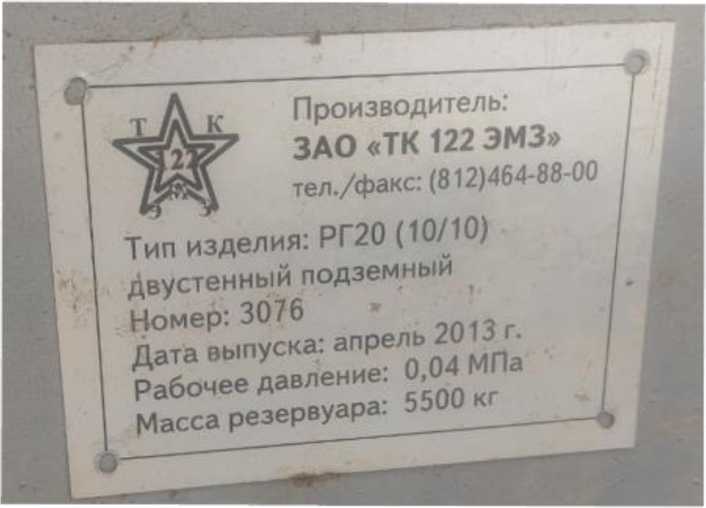 Т К
122
Э М З
Производитель:
ЗАО «ТК 122 ЭМЗ»
тел./факс: (812)464-88-00
Тип изделия: РГ20 (10/10)
двустенный подземный
Номер: 3076
Дата выпуска: апрель 2013 г.
Рабочее давление: 0,04 МПа
Масса резервуара: 5500 кг